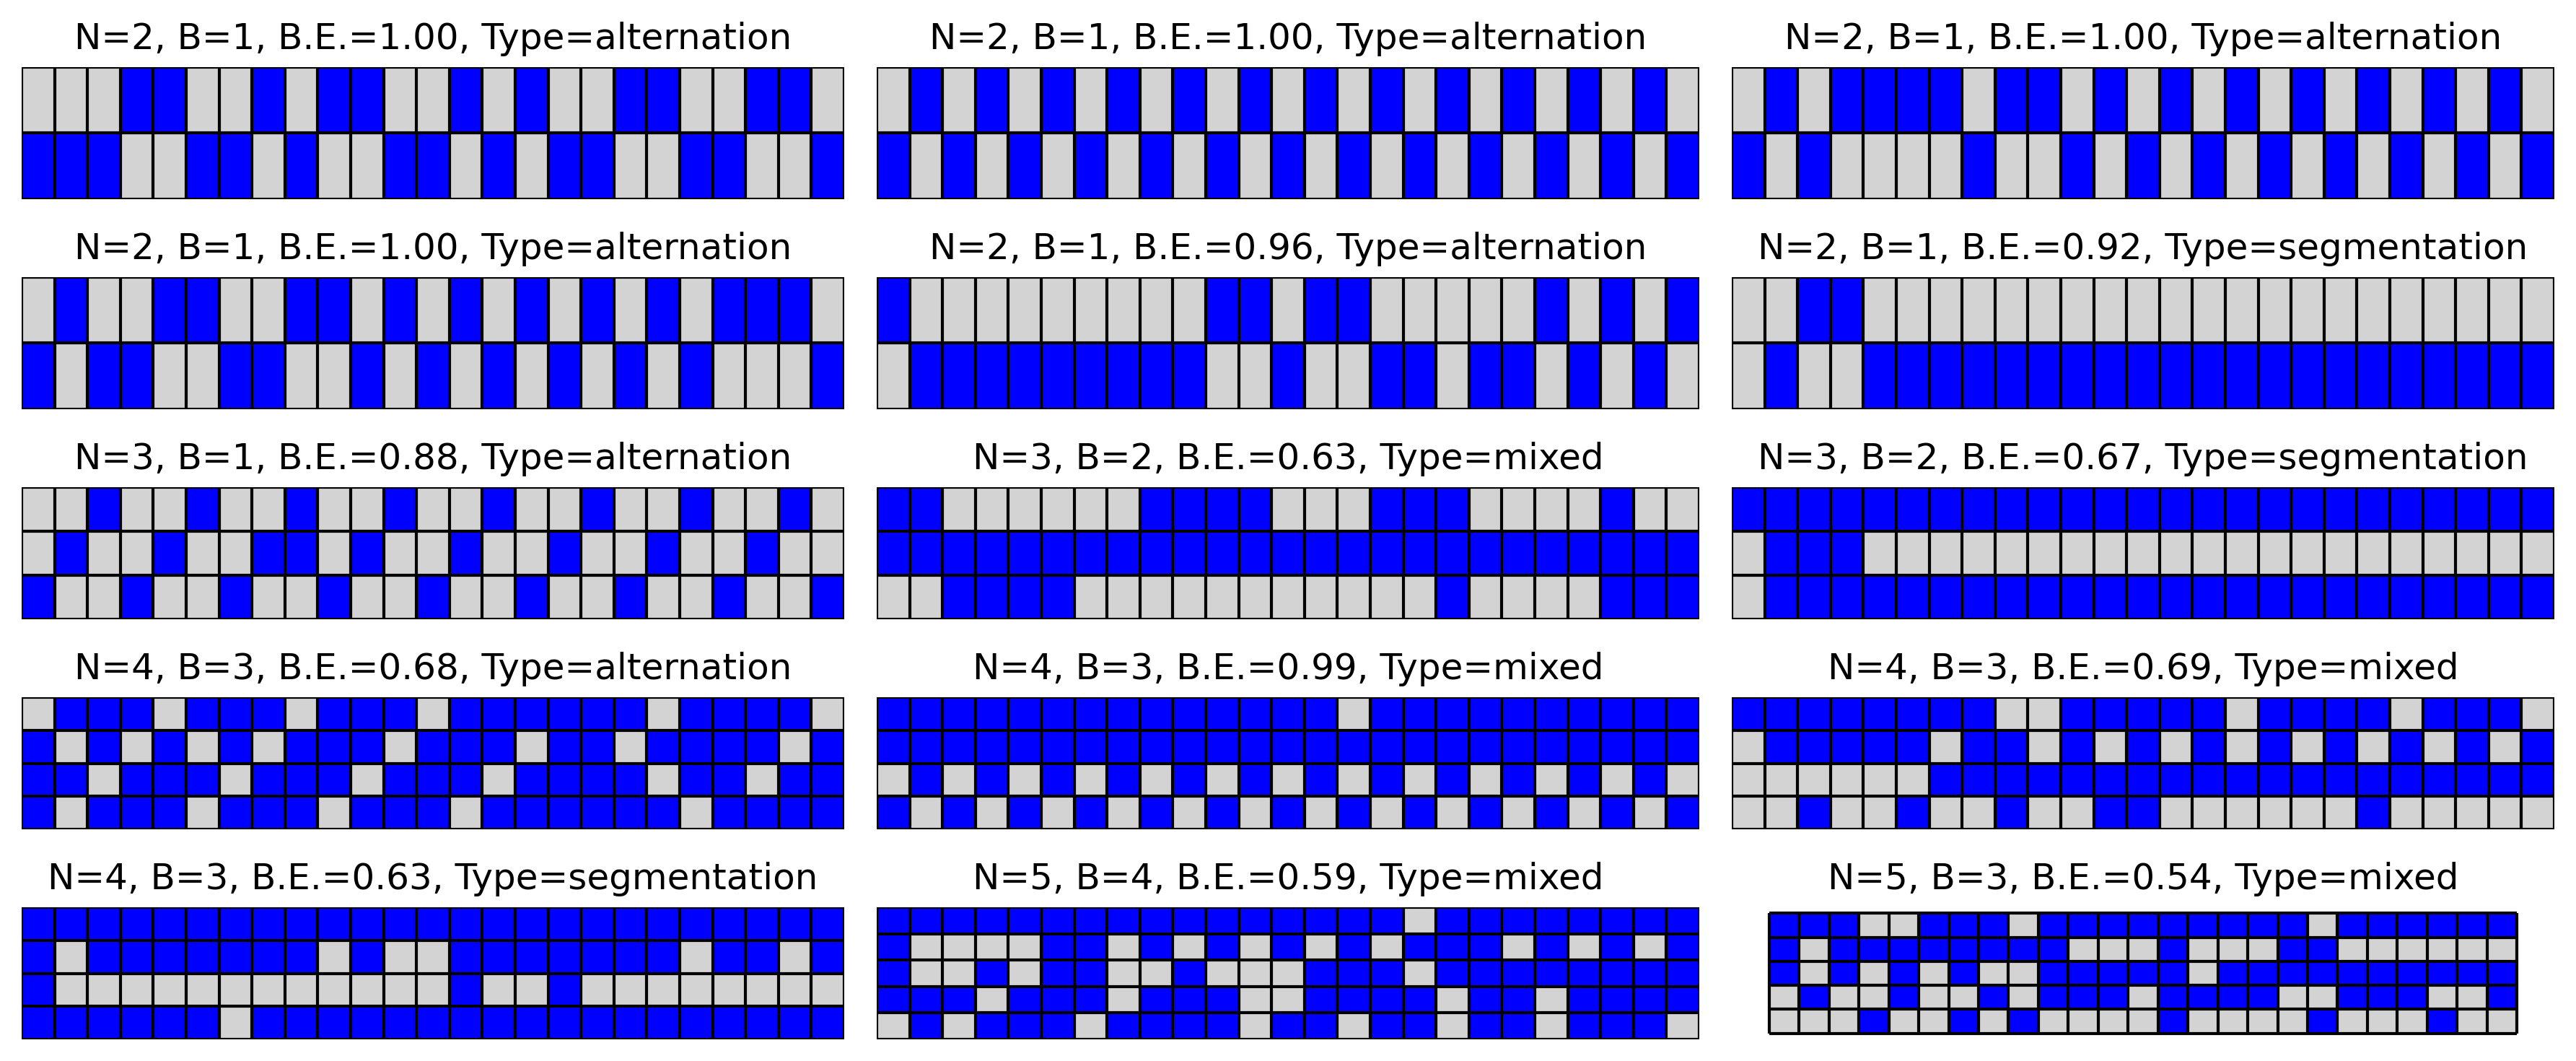 N=2, B=1, B.E.=1.00, Type=alternation
N=2, B=1, B.E.=1.00, Type=alternation
N=2, B=1, B.E.=1.00, Type=alternation
N=2, B=1, B.E.=1.00, Type=alternation
N=2, B=1, B.E.=0.96, Type=alternation
N=2, B=1, B.E.=0.92, Type=segmentation
N=3, B=1, B.E.=0.88, Type=alternation
N=3, B=2, B.E.=0.63, Type=mixed
N=3, B=2, B.E.=0.67, Type=segmentation
N=4, B=3, B.E.=0.68, Type=alternation
N=4, B=3, B.E.=0.99, Type=mixed
N=4, B=3, B.E.=0.69, Type=mixed
N=4, B=3, B.E.=0.63, Type=segmentation
N=5, B=4, B.E.=0.59, Type=mixed
N=5, B=3, B.E.=0.54, Type=mixed